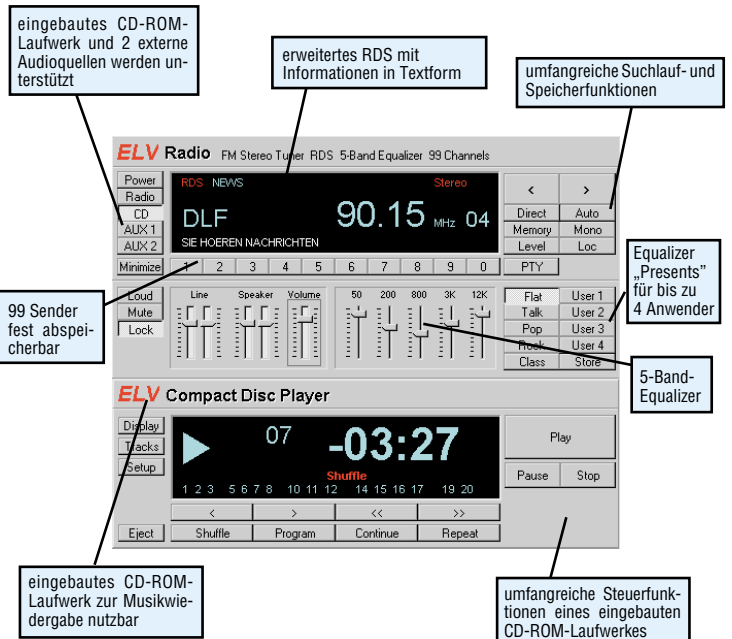 eingebautes CD-ROM-
Laufwerk und 2 externe
Audioquellen werden un-
terstützt
erweitertes RDS mit
Informationen in Textform
umfangreiche Suchlauf- und
Speicherfunktionen
ELV Radio FM Stereo Tuner RDS 5-Band Equalizer 99 Channels
Power
Radio
CD
AUX 1
AUX 2
Minimize
RDS NEWS Stereo
DLF 90.15 MHz 04
SIE HOEREN NACHRICHTEN
1 2 3 4 5 6 7 8 9 0
< >
Direct Auto
Memory Mono
Level Loc
PTY
Equalizer
„Presents"
für bis zu
4 Anwender
99 Sender
fest abspei-
cherbar
Loud
Mute
Lock
Line Speaker Volume
50 200 800 3K 12K
Flat User 1
Talk User 2
Pop User 3
Rock User 4
Class Store
5-Band-
Equalizer
ELV Compact Disc Player
Display
Tracks
Setup
Eject
07 -03:27
Shuffle
1 2 3 5 6 7 8 10 11 12 14 15 16 17 19 20
< > << >>
Shuffle Program Continue Repeat
Play
Pause Stop
eingebautes CD-ROM-
Laufwerk zur Musikwie-
dergabe nutzbar
umfangreiche Steuerfunk-
tionen eines eingebauten
CD-ROM-Laufwerkes